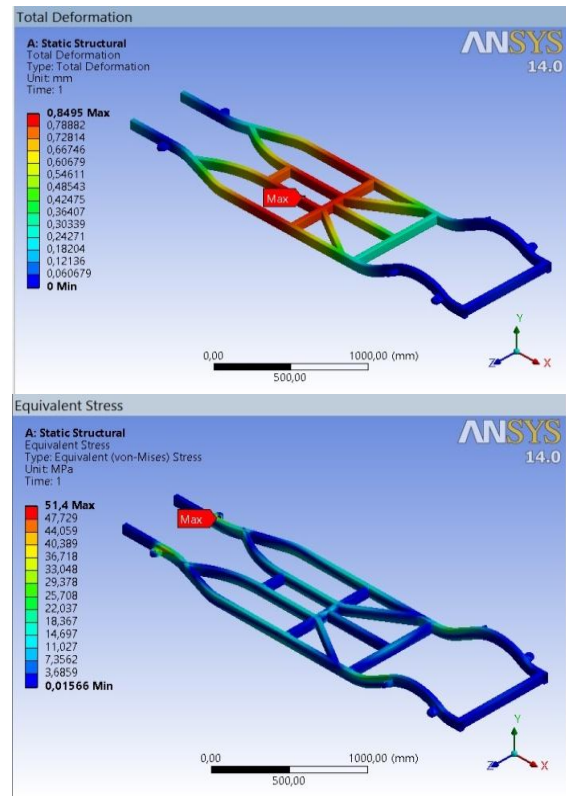 Total Deformation
A: Static Structural
Total Deformation
Type: Total Deformation
Unit: mm
Time: 1
ANSYS
14.0
0,8495 Max
0,78882
0,72814
0,66746
0,60679
0,54611
0,48543
0,42475
0,36407
0,30339
0,24271
0,18204
0,12136
0,060679
0 Min
Max
0,00
1000,00 (mm)
500,00
Y
Z
X
Equivalent Stress
A: Static Structural
Equivalent Stress
Type: Equivalent (von-Mises) Stress
Unit: MPa
Time: 1
ANSYS
14.0
51,4 Max
47,729
44,059
40,389
36,718
33,048
29,378
25,708
22,037
18,367
14,697
11,027
7,3562
3,6859
0,01566 Min
Max
0,00
1000,00 (mm)
500,00
Y
Z
X